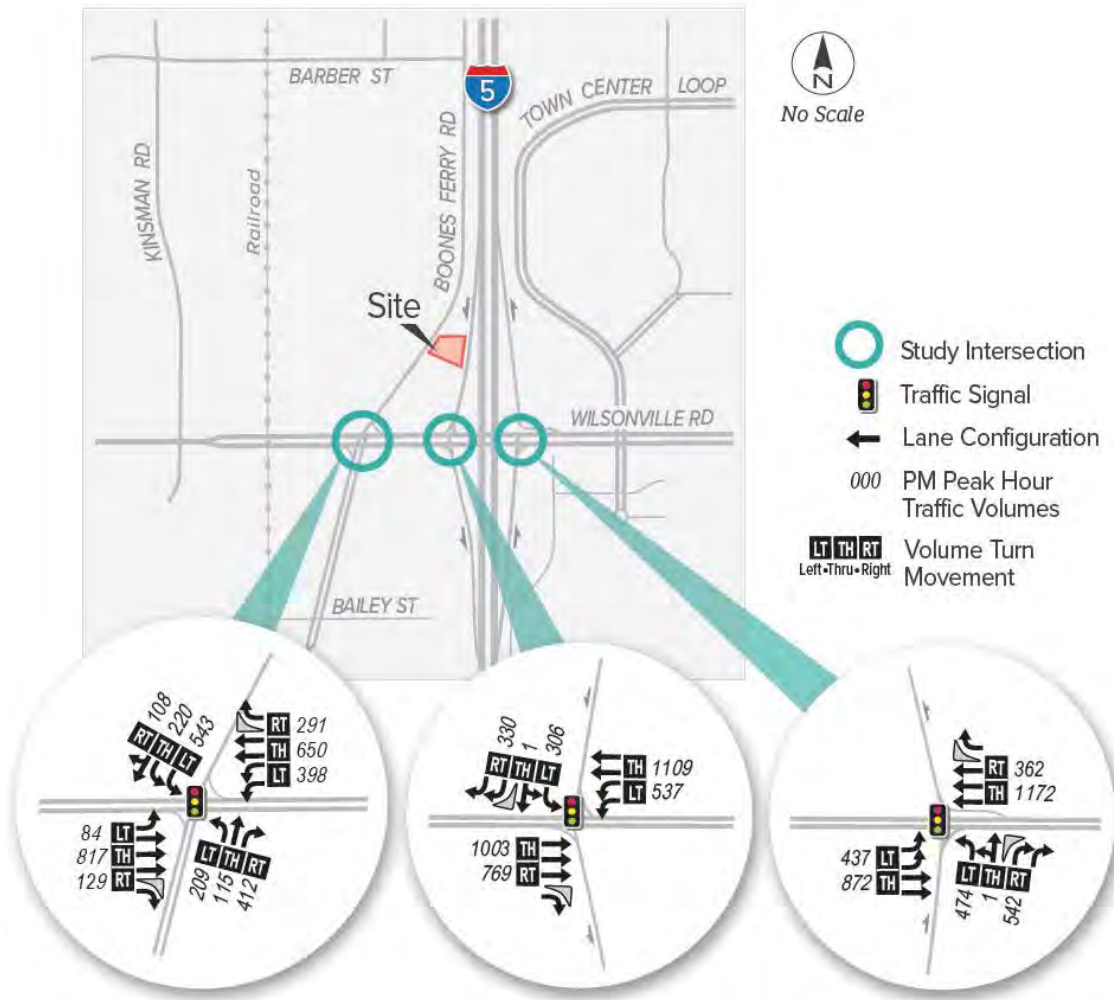 BARBER ST
5
TOWN CENTER LOOP
N
No Scale
KINSMAN RD
Railroad
BOONES FERRY RD
Site
WILSONVILLE RD
BAILEY ST
Study Intersection
Traffic Signal
Lane Configuration
000 PM Peak Hour
Traffic Volumes
LT TH RT Volume Turn
Left•Thru•Right Movement
108 220 543
RT TH LT
RT 291
TH 650
LT 398
84 LT
817 TH
129 RT
LT TH RT
209 115 412
330 1 306
RT TH LT
TH 1109
LT 537
1003 TH
769 RT
RT 362
TH 1172
437 LT
872 TH
LT TH RT
474 1 542